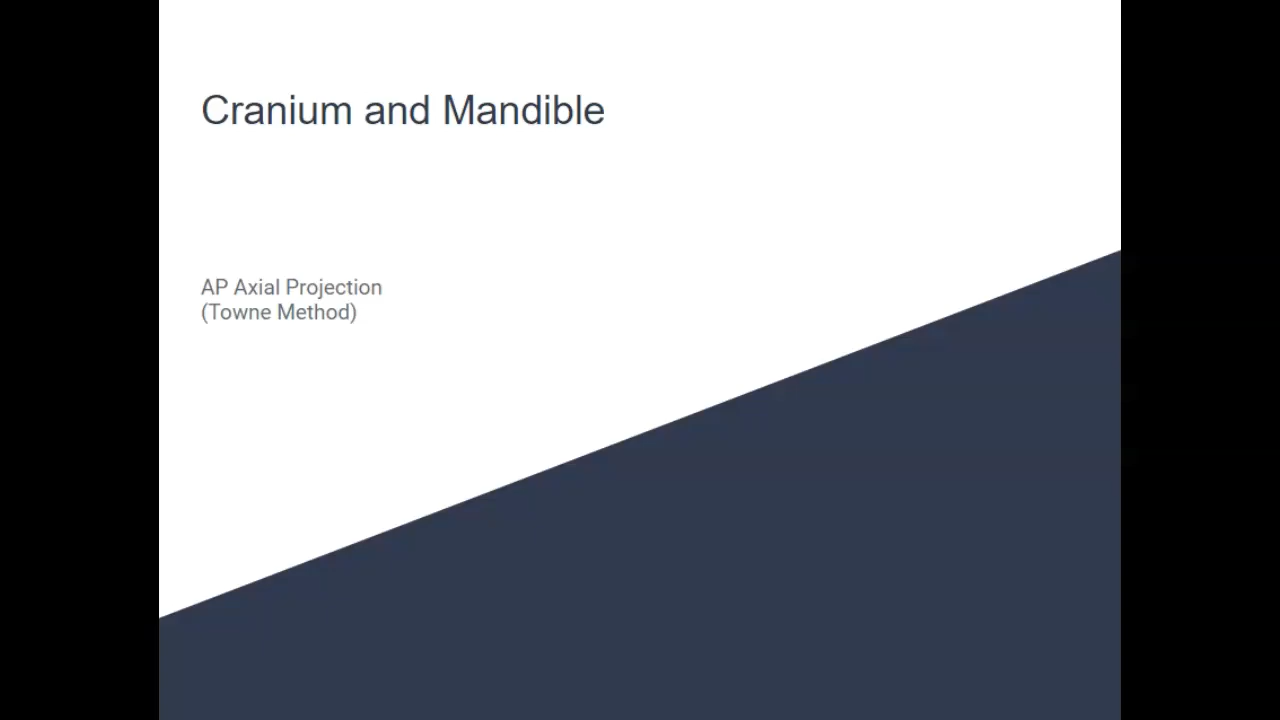 Cranium and Mandible
AP Axial Projection
(Towne Method)